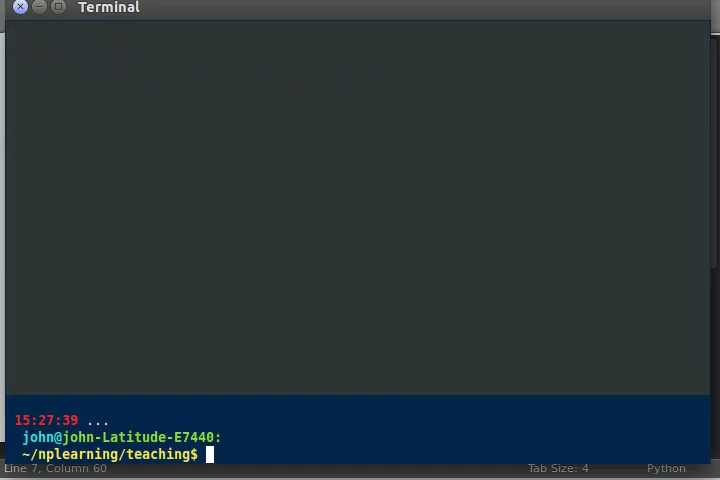 Terminal
15:27:39 ...
john@john-Latitude-E7440:
~/nplearning/teaching$
Line 7, Column 60
Tab Size: 4
Python